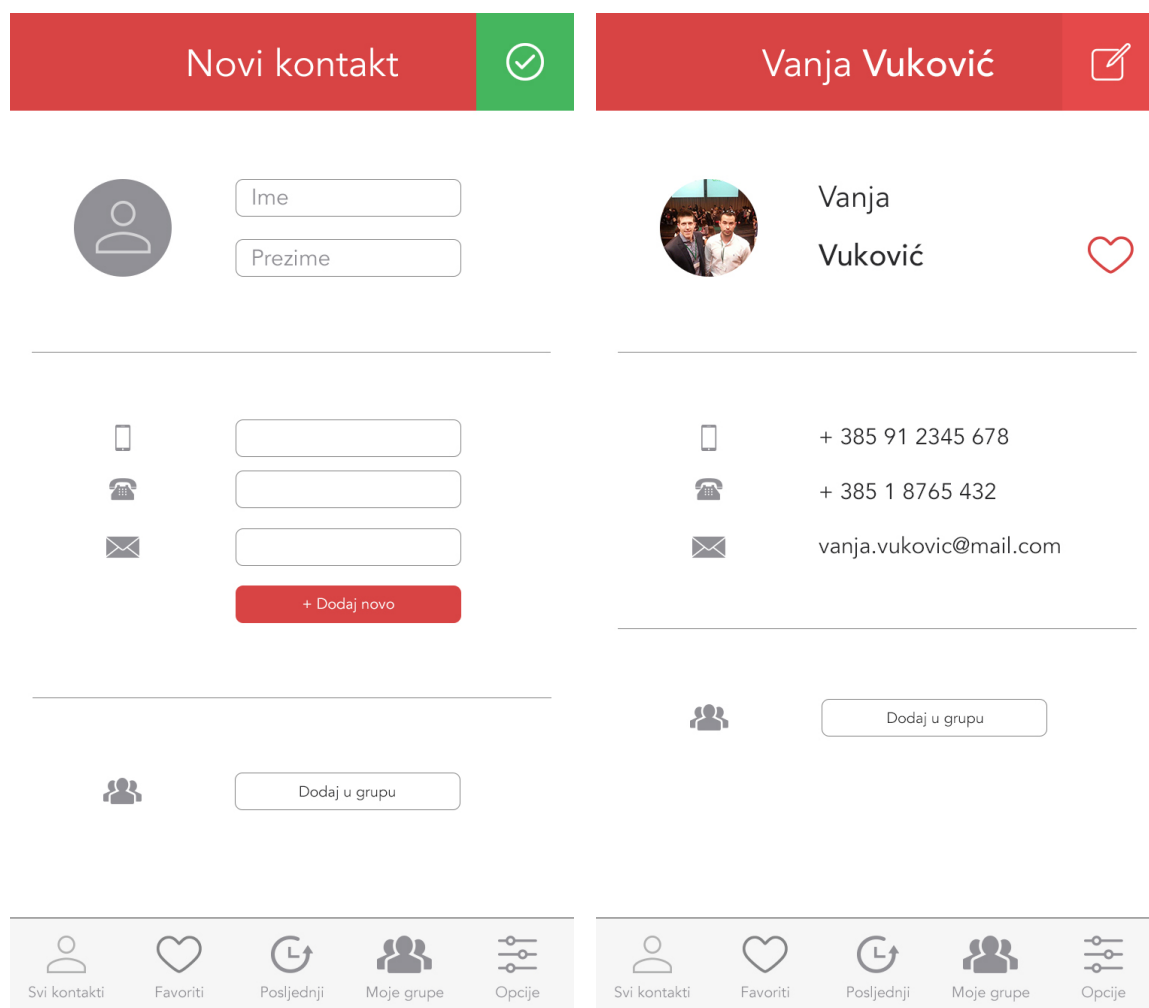 Novi kontakt
Ime
Prezime
+ Dodaj novo
Dodaj u grupu
Svi kontakti
Favoriti
Posljednji
Moje grupe
Opcije
Vanja Vuković
Vanja
Vuković
+ 385 91 2345 678
+ 385 1 8765 432
vanja.vukovic@mail.com
Dodaj u grupu
Svi kontakti
Favoriti
Posljednji
Moje grupe
Opcije